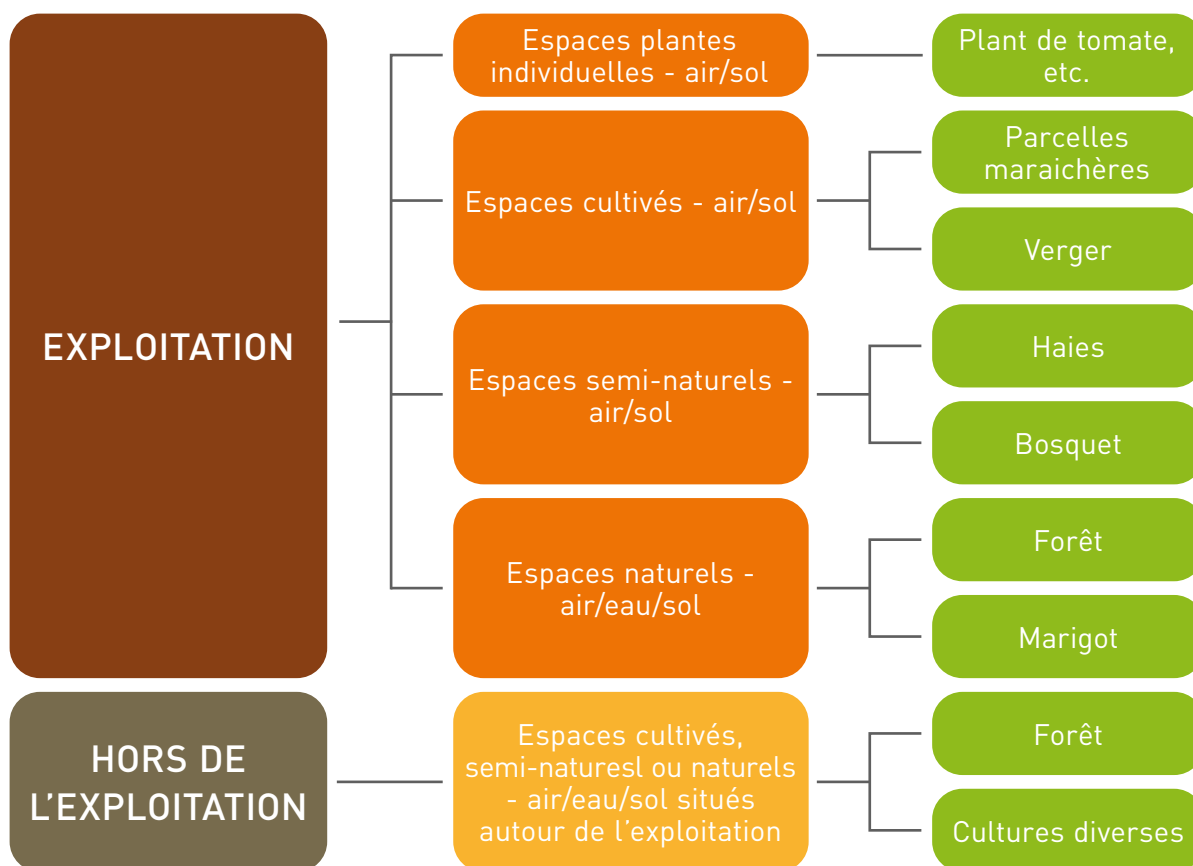 EXPLOITATION
Espaces plantes
individuelles - air/sol
Plant de tomate,
etc.
Espaces cultivés - air/sol
Parcelles
maraichères
Verger
Espaces semi-naturels -
air/sol
Haies
Bosquet
Espaces naturels -
air/eau/sol
Forêt
Marigot
HORS DE
L’EXPLOITATION
Espaces cultivés,
semi-naturesl ou naturels
- air/eau/sol situés
autour de l’exploitation
Forêt
Cultures diverses